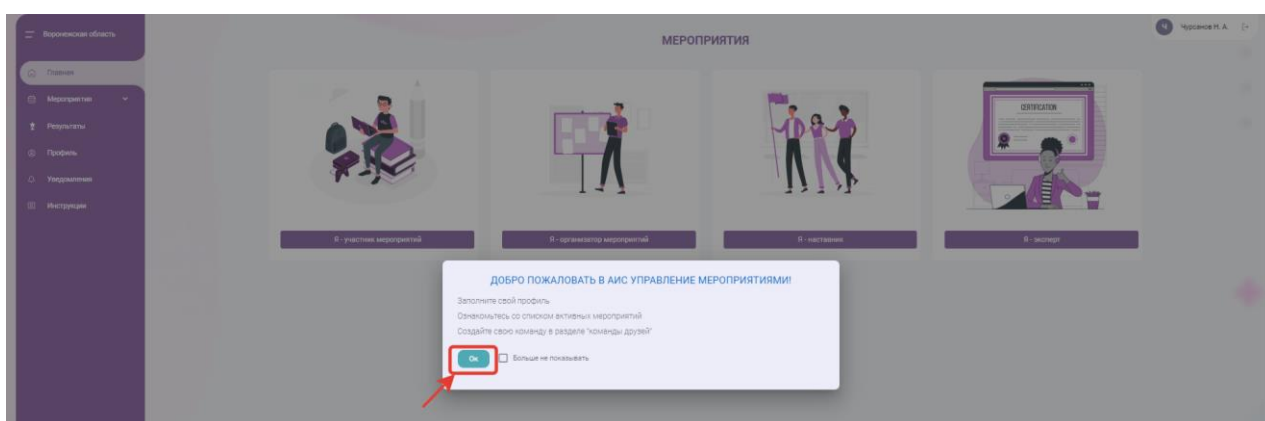 Воронежская область
Чурсанов Н. А.
МЕРОПРИЯТИЯ
Главная
Мероприятия
Результаты
Профиль
Уведомления
Инструкции
CERTIFICATION
Я - участник мероприятий
Я - организатор мероприятий
Я - наставник
Я - эксперт
ДОБРО ПОЖАЛОВАТЬ В АИС УПРАВЛЕНИЕ МЕРОПРИЯТИЯМИ!
Заполните свой профиль
Ознакомьтесь со списком активных мероприятий
Создайте свою команду в разделе "команды друзей"
Ок
Больше не показывать